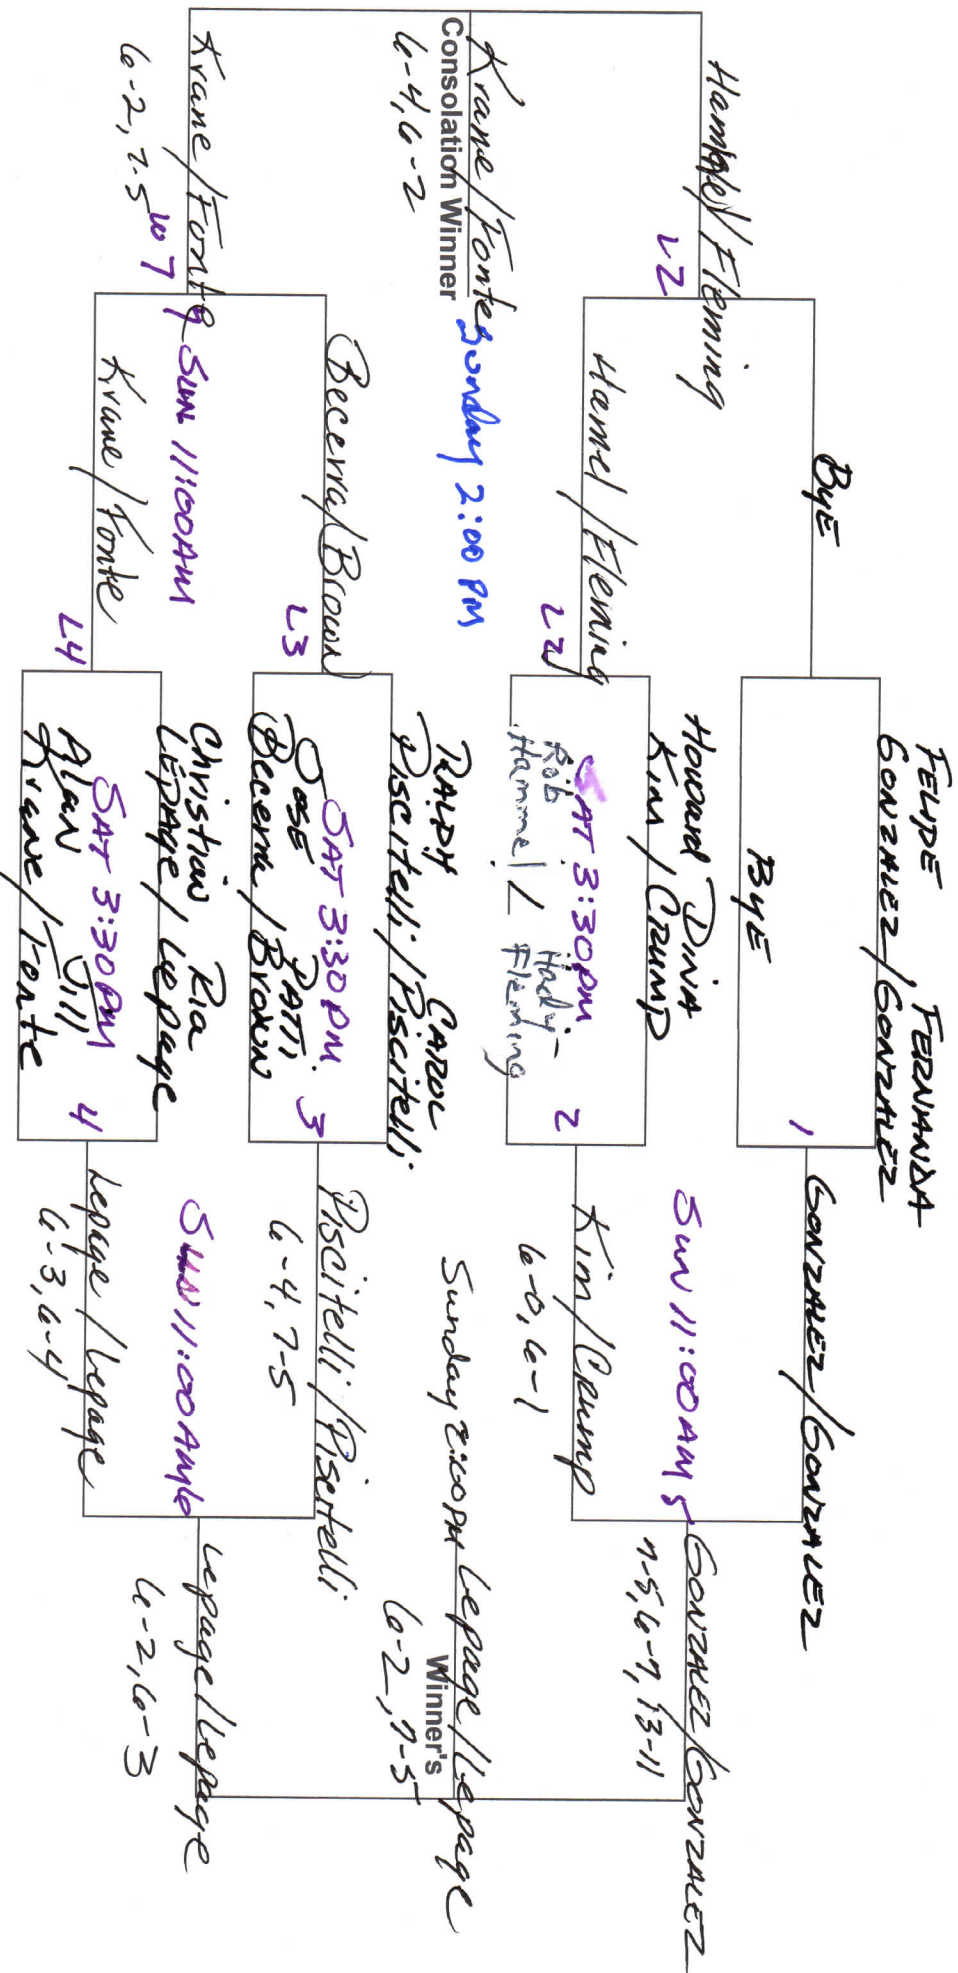 FELIPE FERNANDA
GONZALEZ / GONZALEZ
1
GONZALEZ/GONZALEZ
BYE
BYE
Howard DINA
KIM / CRUMP
SUN 11:00AM 5
GONZALEZ/GONZALEZ
7-5, 6-7, 13-11
Hammel/Fleming
L2
SAT 3:30PM
2
Rob
Hammel / Fleming
Kim/Crump
6-0, 6-1
Hamel/Fleming
L2
Sunday 2:00PM
Lepage/Lepage
Winner's
6-2, 7-5
Krane/Fonte
Consolation Winner
6-4, 6-2
Sunday 2:00 PM
RALPH CAROL
Piscitelli/Piscitelli
SAT 3:30PM.
3
JOSE PATTI
Becerra / Brown
Piscitelli/Piscitelli
6-4, 7-5
Becerra/Brown
L3
SUN 11:00AM 6
Lepage/Lepage
6-2, 6-3
Krane/Fonte
6-2, 7-5
W 7
SUN 11:00AM
Christian Ria
LEPAGE / Lepage
SAT 3:30PM
4
Alan Jill
Krane/Fonte
Lepage/Lepage
6-3, 6-4
Krane/Fonte
L4